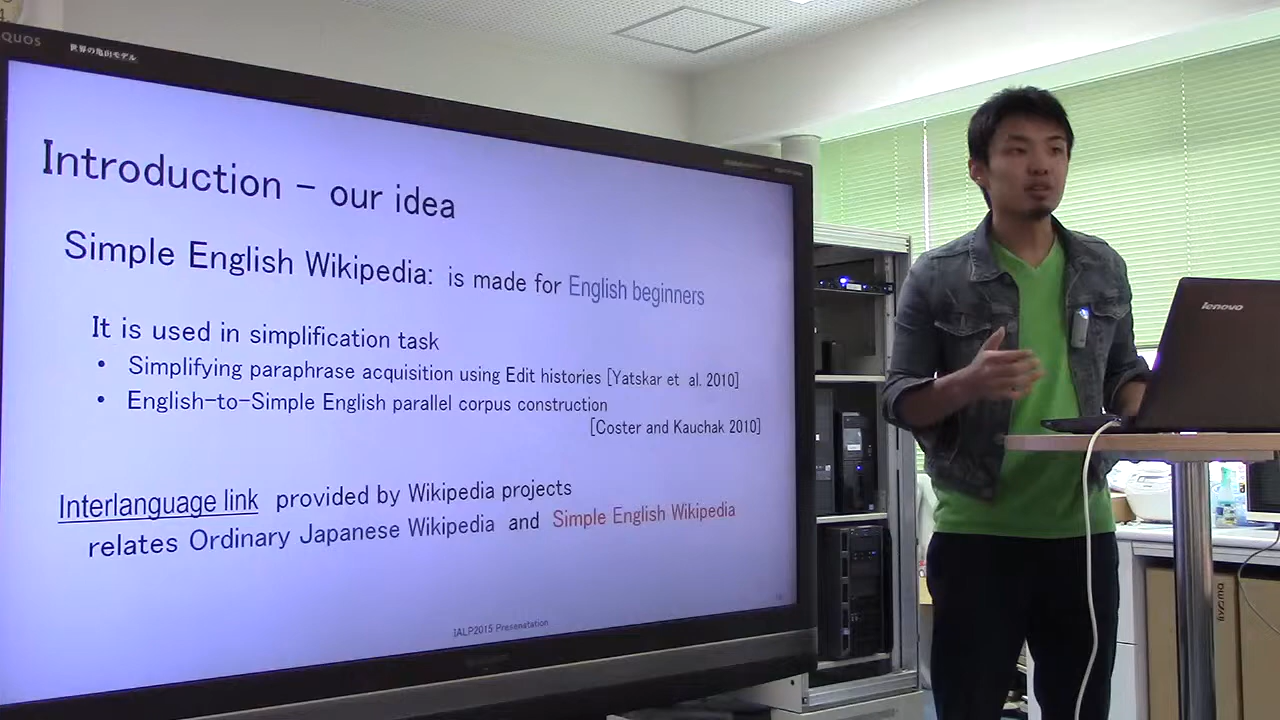 QUOS
世界の亀山モデル
Introduction - our idea
Simple English Wikipedia: is made for English beginners
It is used in simplification task
• Simplifying paraphrase acquisition using Edit histories [Yatskar et al. 2010]
• English-to-Simple English parallel corpus construction
[Coster and Kauchak 2010]
Interlanguage link provided by Wikipedia projects
relates Ordinary Japanese Wikipedia and Simple English Wikipedia
IALP2015 Presenatation
lenovo